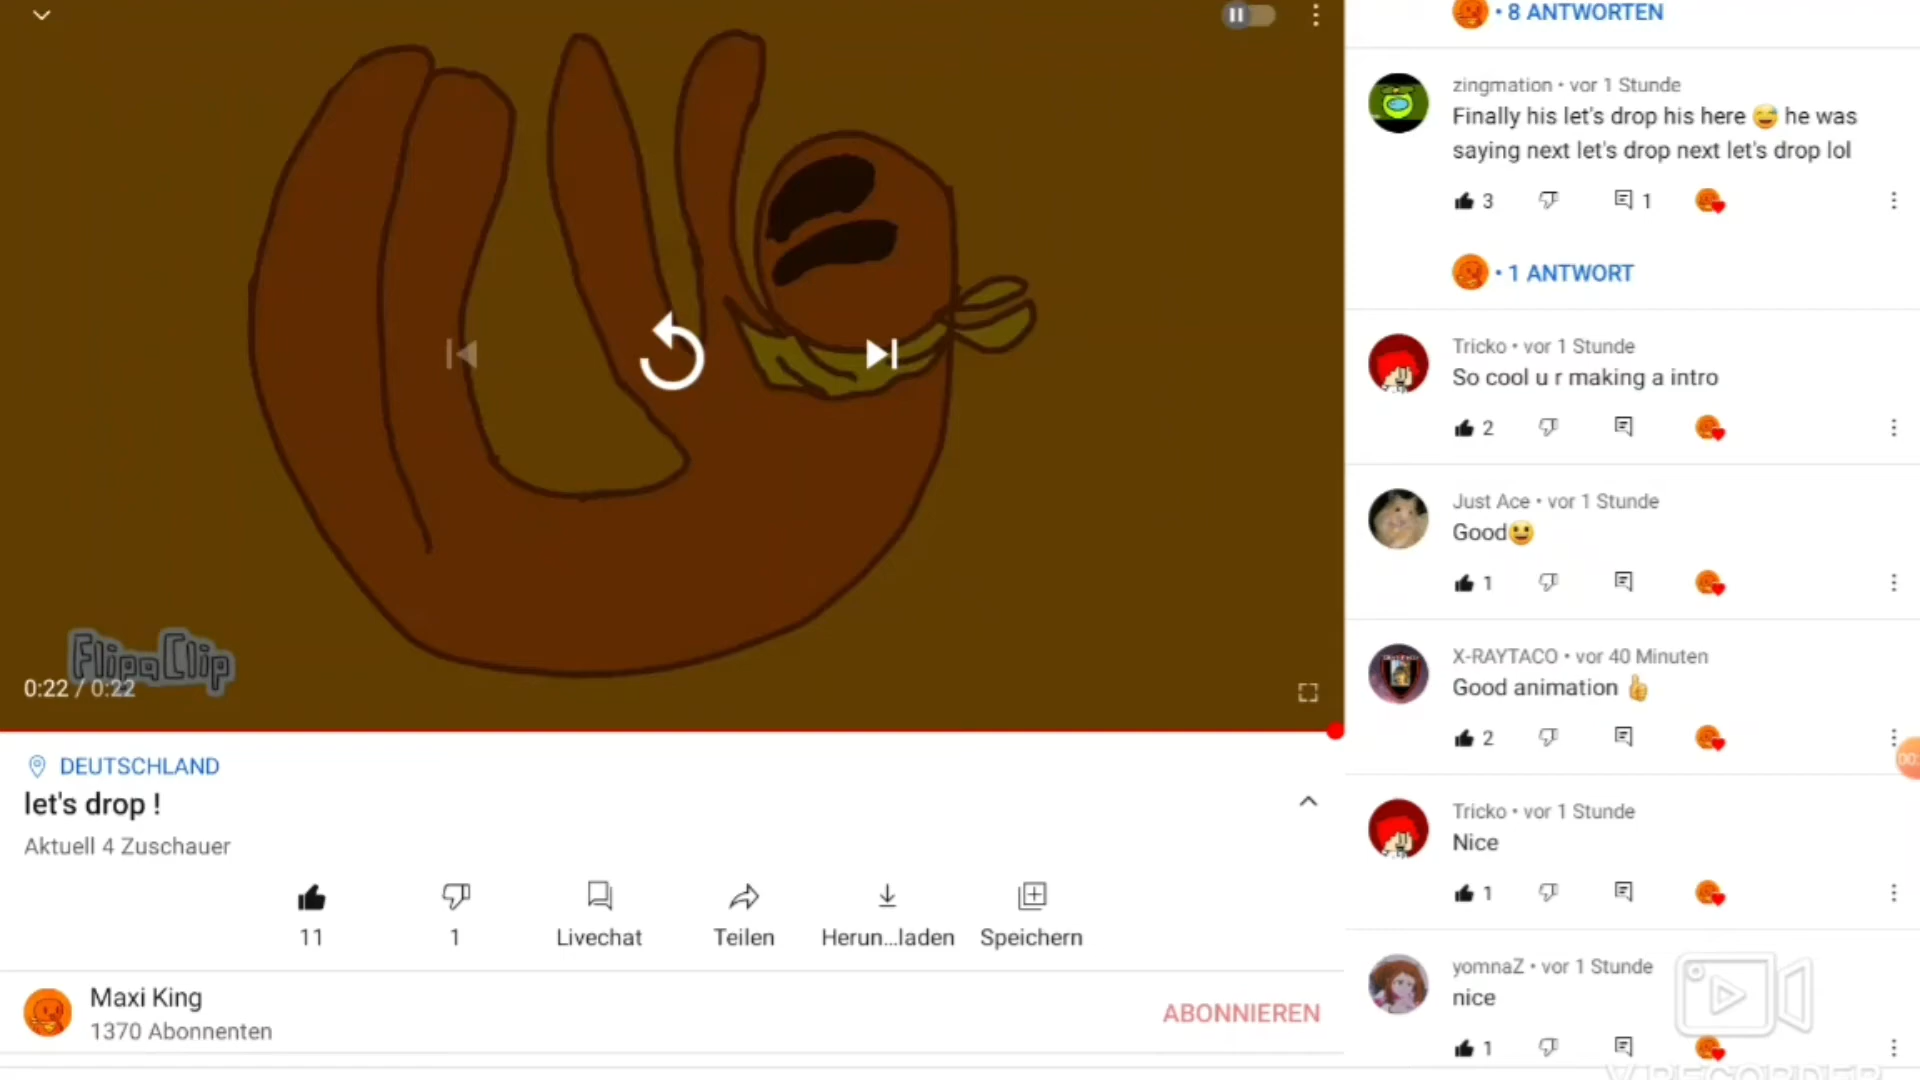 FlipaClip
0:22 / 0:22
DEUTSCHLAND
let's drop !
Aktuell 4 Zuschauer
11
1
Livechat
Teilen
Herun...laden
Speichern
Maxi King
1370 Abonnenten
ABONNIEREN
• 8 ANTWORTEN
zingmation • vor 1 Stunde
Finally his let's drop his here 😅 he was
saying next let's drop next let's drop lol
3
1
• 1 ANTWORT
Tricko • vor 1 Stunde
So cool u r making a intro
2
Just Ace • vor 1 Stunde
Good😃
1
X-RAYTACO • vor 40 Minuten
Good animation 👍
2
00:
Tricko • vor 1 Stunde
Nice
1
yomnaZ • vor 1 Stunde
nice
1
RECORDER